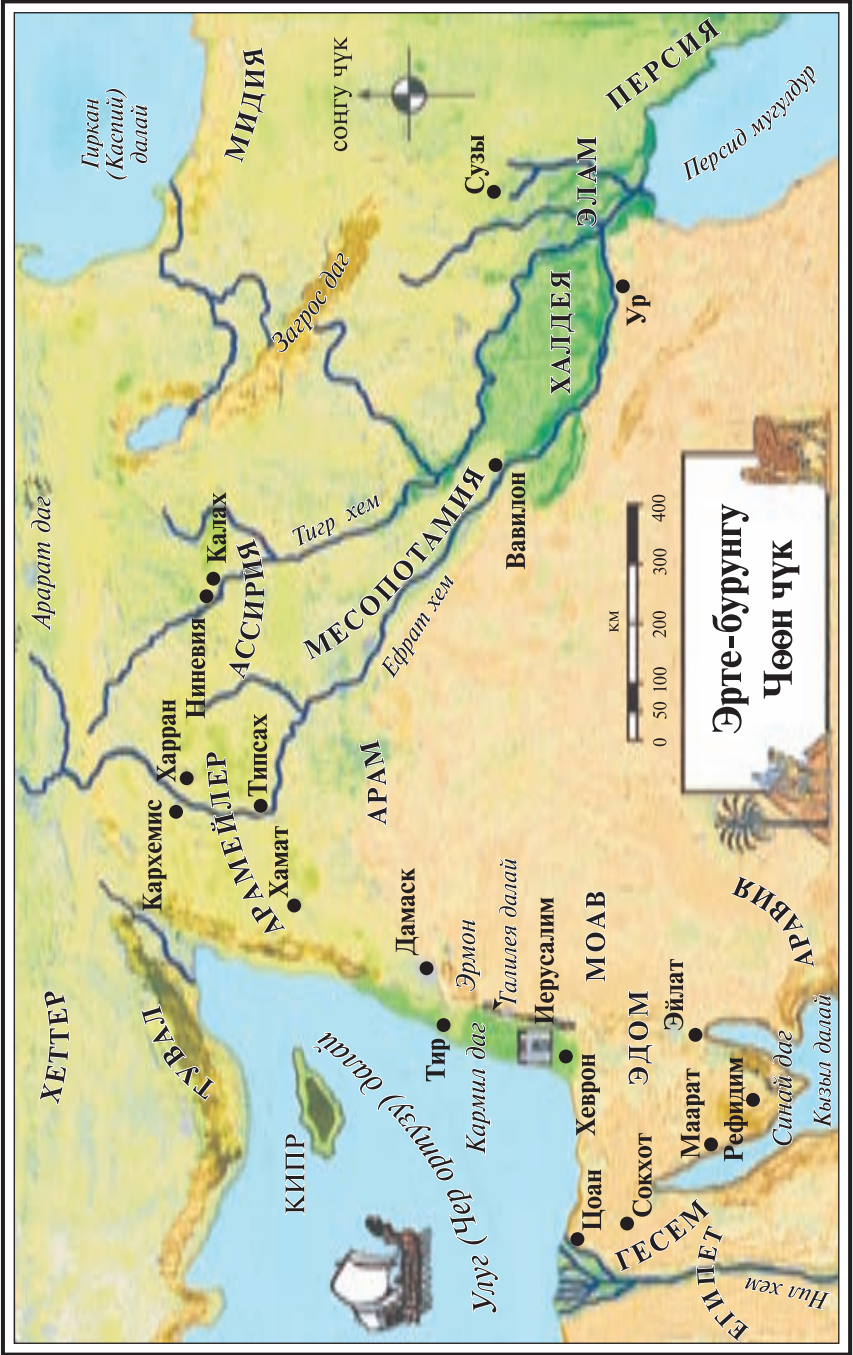 ХЕТТЕР
ТУВАЛ
КИПР
Улуг (Чер ортузу) далай
Арарат даг
Гиркан
(Каспий)
далай
МИДИЯ
сонгу чүк
Загрос даг
Кархемис
Харран
Ниневия
Калах
АССИРИЯ
АРАМЕЙЛЕР
Типсах
Хамат
Тигр хем
МЕСОПОТАМИЯ
Ефрат хем
АРАМ
Вавилон
Сузы
ЭЛАМ
ХАЛДЕЯ
Ур
ПЕРСИЯ
Персид мугулдур
Дамаск
Эрмон
Тир
Галилея далай
Кармил даг
Иерусалим
Хеврон
МОАВ
ЭДОМ
Эйлат
Цоан
Сокхот
ГЕСЕМ
Маарат
Рефидим
Синай даг
Кызыл далай
АРАВИЯ
ЕГИПЕТ
Нил хем
км
0 50 100 200 300 400
Эрте-бурунгу
Чөөн чүк